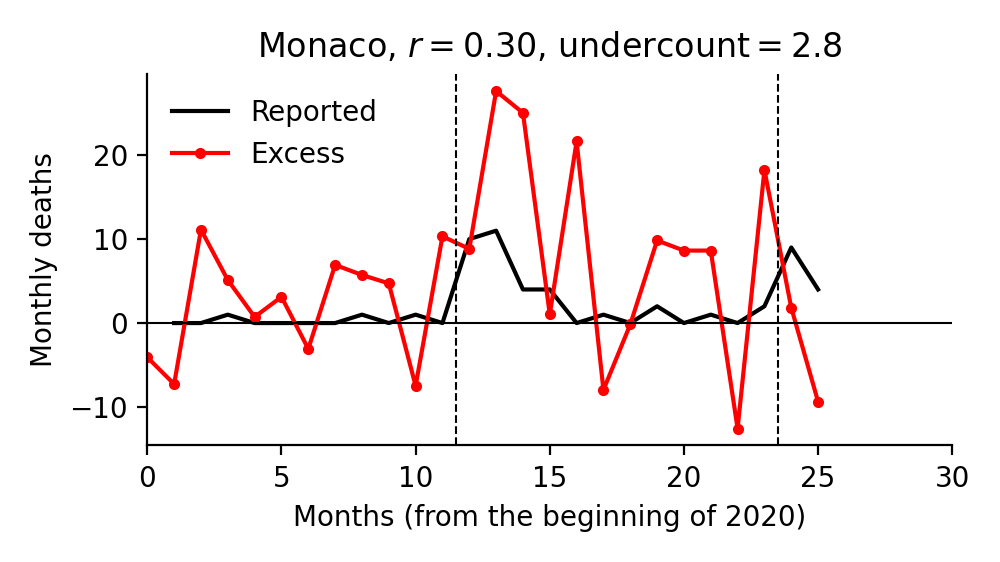 Monaco, r = 0.30, undercount = 2.8
Reported
Excess
Monthly deaths
20
10
0
−10
0 5 10 15 20 25 30
Months (from the beginning of 2020)